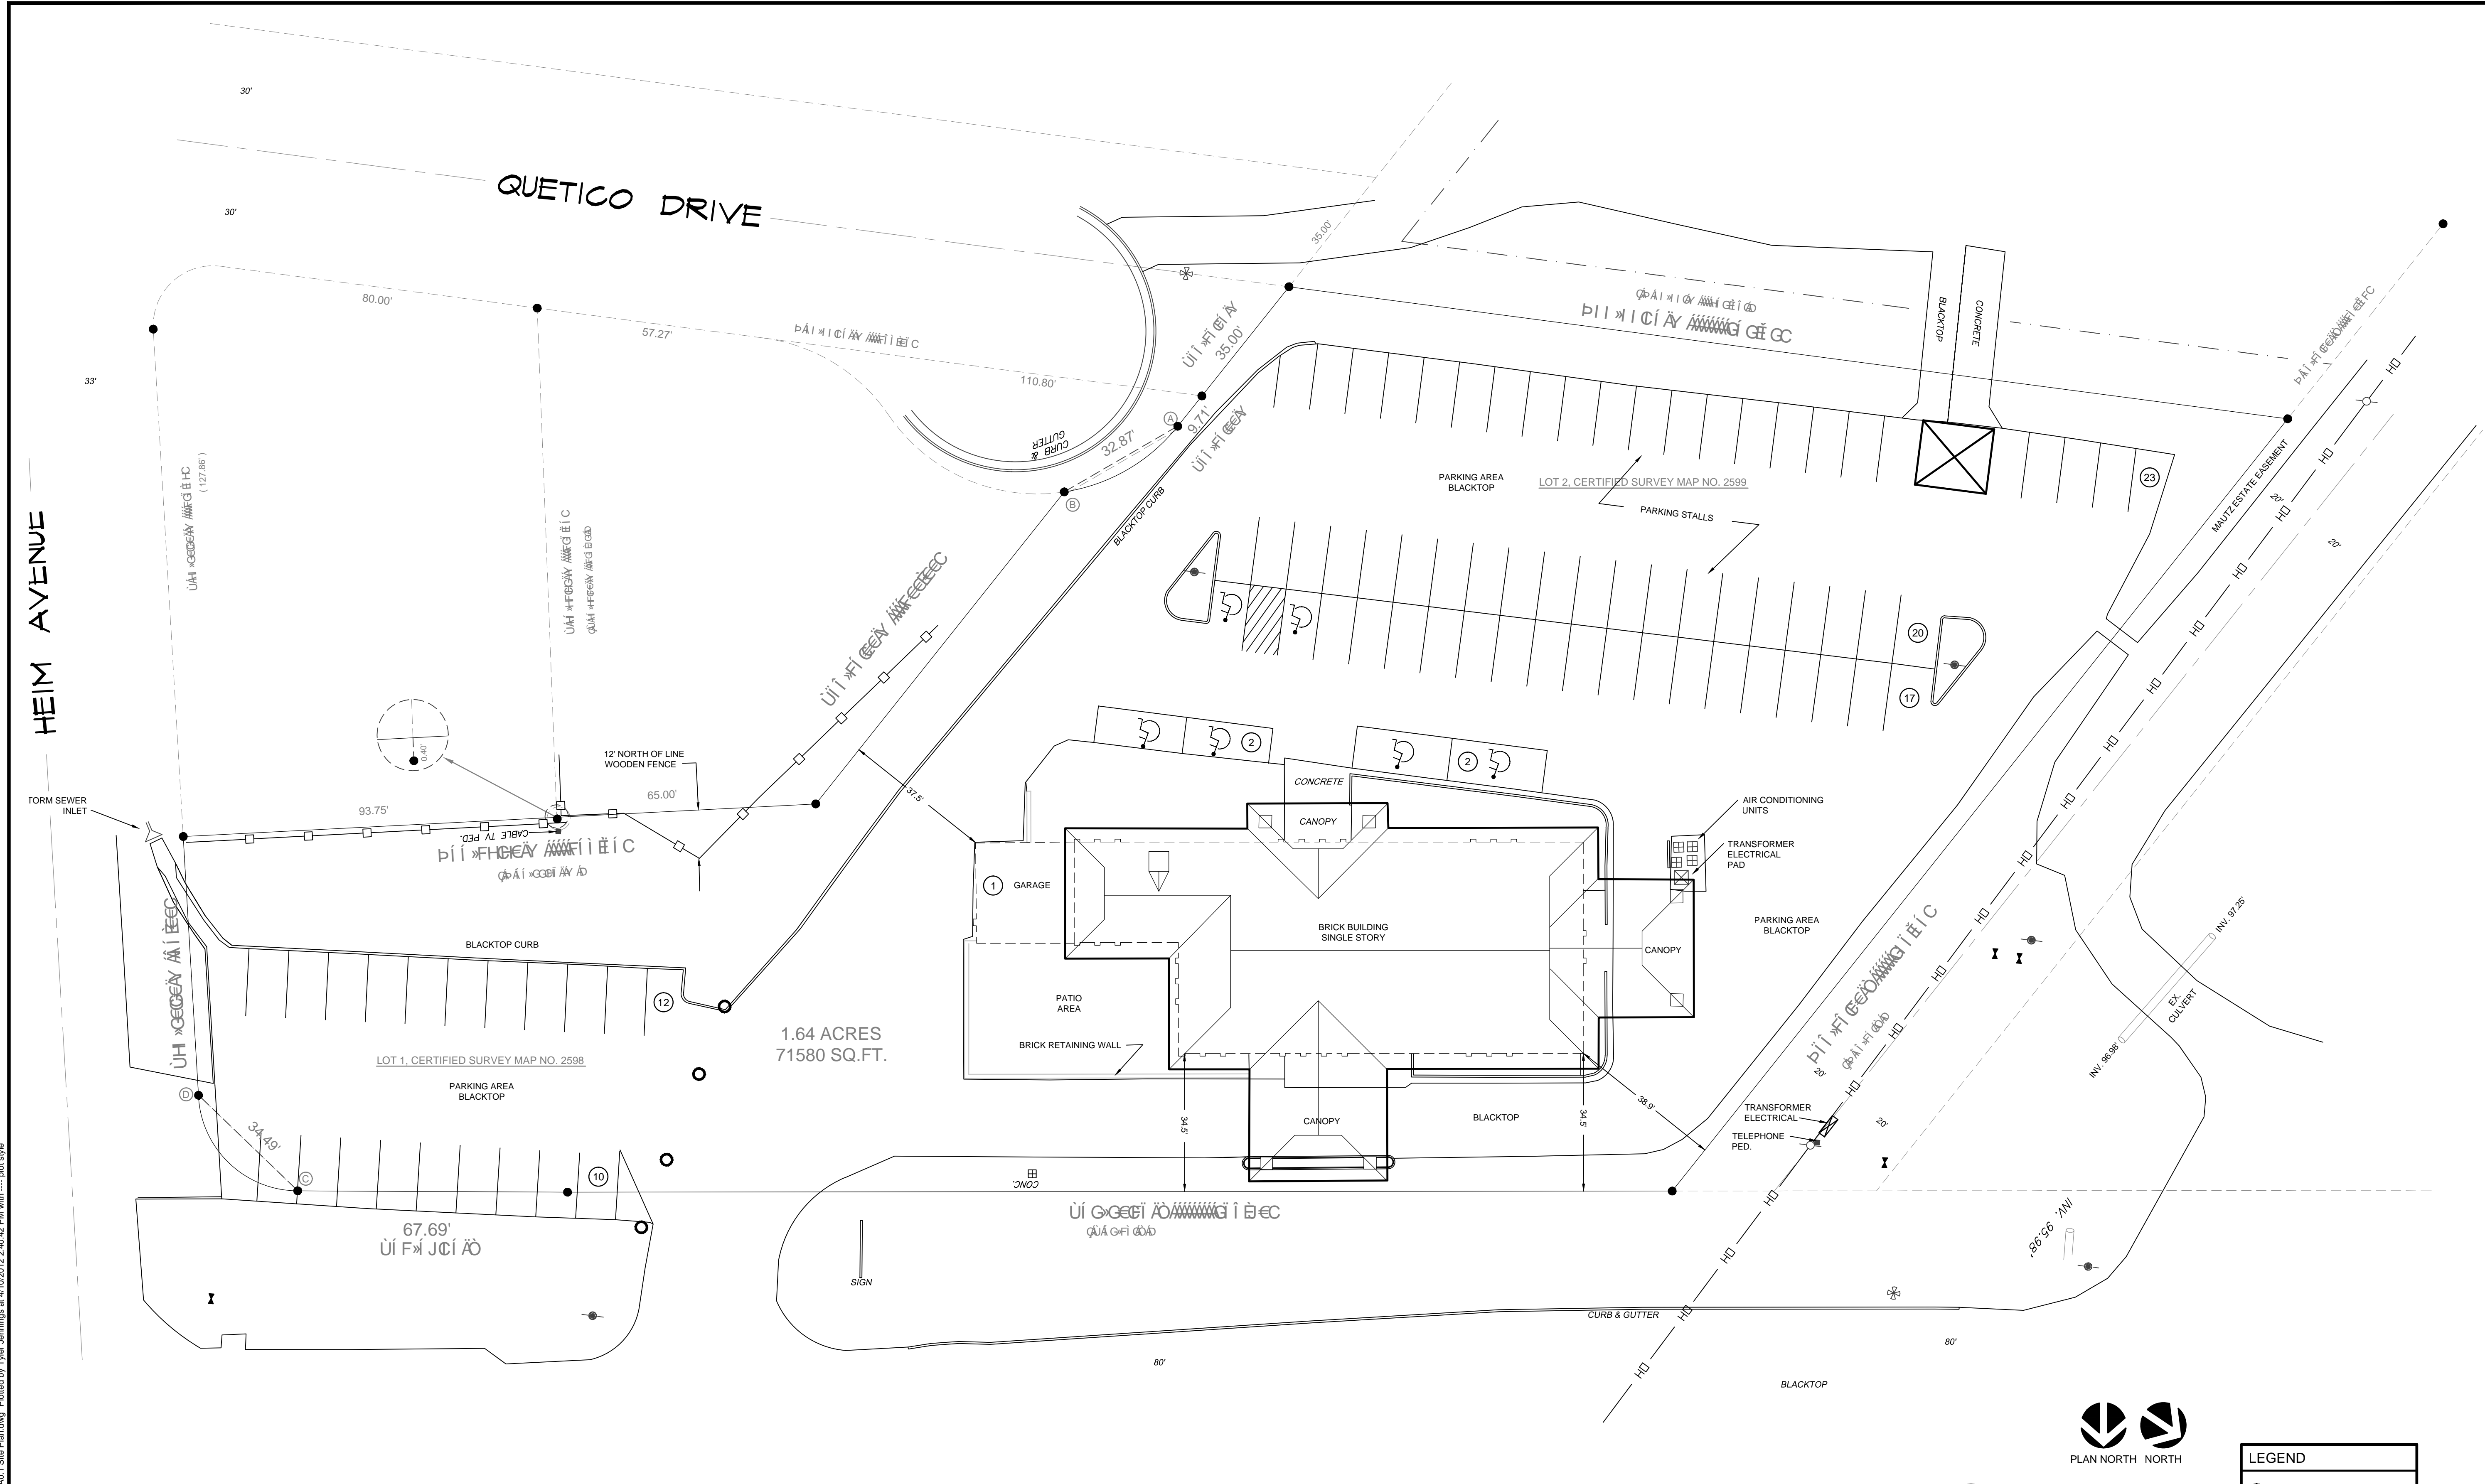 30'
QUETICO DRIVE
30'
35.00'
80.00'
57.27'
110.80'
35.00'
33'
9.71'
32.87'
A
B
CURB &
GUTTER
BLACKTOP CURB
BLACKTOP
CONCRETE
PARKING AREA
BLACKTOP
LOT 2, CERTIFIED SURVEY MAP NO. 2599
23
PARKING STALLS
MAUTZ ESTATE EASEMENT
20'
20'
( 127.86' )
HEIM AVENUE
20
17
0.40'
12' NORTH OF LINE
WOODEN FENCE
65.00'
93.75'
CABLE TV PED.
TORM SEWER
INLET
37.5'
2
2
CONCRETE
CANOPY
AIR CONDITIONING
UNITS
TRANSFORMER
ELECTRICAL
PAD
1
GARAGE
BRICK BUILDING
SINGLE STORY
PARKING AREA
BLACKTOP
CANOPY
BLACKTOP CURB
12
PATIO
AREA
1.64 ACRES
71580 SQ.FT.
BRICK RETAINING WALL
LOT 1, CERTIFIED SURVEY MAP NO. 2598
PARKING AREA
BLACKTOP
D
34.49'
C
10
34.5'
CANOPY
BLACKTOP
34.5'
38.9'
TRANSFORMER
ELECTRICAL
TELEPHONE
PED.
20'
20'
INV. 97.25'
EX.
CULVERT
INV. 96.98'
INV. 95.98'
CONC.
67.69'
SIGN
CURB & GUTTER
80'
80'
BLACKTOP
PLAN NORTH
NORTH
LEGEND